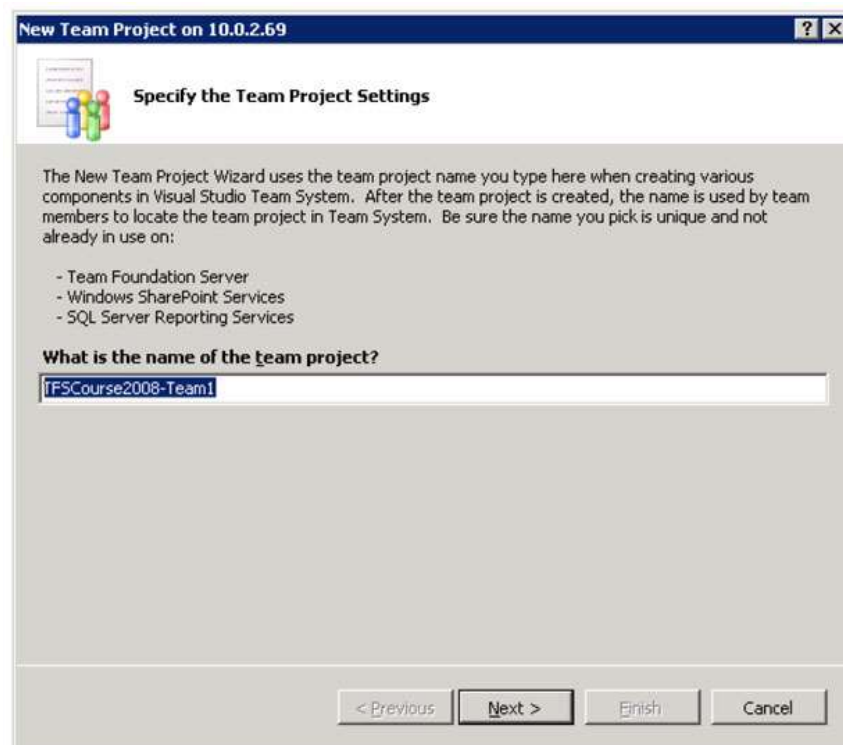 New Team Project on 10.0.2.69
Specify the Team Project Settings
The New Team Project Wizard uses the team project name you type here when creating various
components in Visual Studio Team System. After the team project is created, the name is used by team
members to locate the team project in Team System. Be sure the name you pick is unique and not
already in use on:
- Team Foundation Server
- Windows SharePoint Services
- SQL Server Reporting Services
What is the name of the team project?
TFSCourse2008-Team1
< Previous Next > Finish Cancel